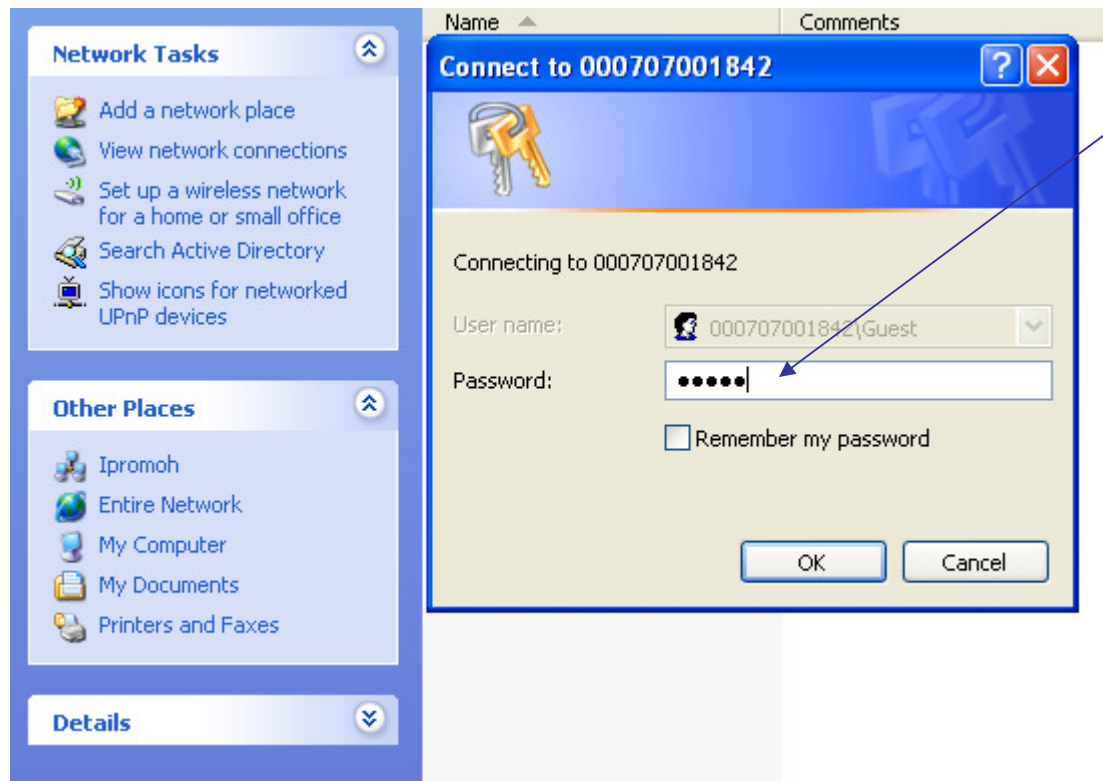 Name
Comments
Network Tasks
Add a network place
View network connections
Set up a wireless network
for a home or small office
Search Active Directory
Show icons for networked
UPnP devices
Other Places
Ipromoh
Entire Network
My Computer
My Documents
Printers and Faxes
Details
Connect to 000707001842
Connecting to 000707001842
User name:
000707001842\Guest
Password:
•••••
Remember my password
OK
Cancel